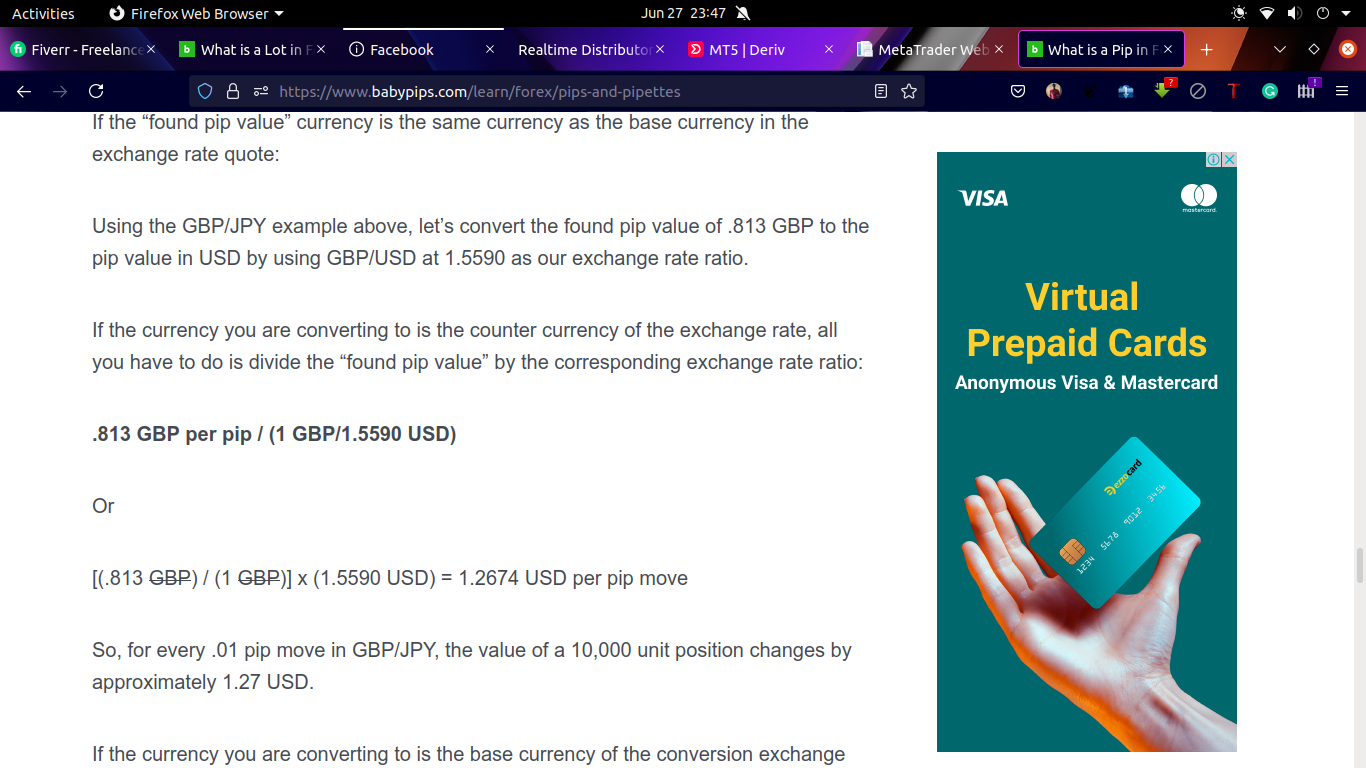 Activities
Firefox Web Browser
Jun 27 23:47
Fiverr - Freelance
What is a Lot in F
Facebook
Realtime Distributor
MT5 | Deriv
MetaTrader Web
What is a Pip in F
https://www.babypips.com/learn/forex/pips-and-pipettes
If the “found pip value” currency is the same currency as the base currency in the
exchange rate quote:
Using the GBP/JPY example above, let’s convert the found pip value of .813 GBP to the
pip value in USD by using GBP/USD at 1.5590 as our exchange rate ratio.
If the currency you are converting to is the counter currency of the exchange rate, all
you have to do is divide the “found pip value” by the corresponding exchange rate ratio:
.813 GBP per pip / (1 GBP/1.5590 USD)
Or
[(.813 GBP) / (1 GBP)] x (1.5590 USD) = 1.2674 USD per pip move
So, for every .01 pip move in GBP/JPY, the value of a 10,000 unit position changes by
approximately 1.27 USD.
If the currency you are converting to is the base currency of the conversion exchange
VISA
mastercard.
Virtual
Prepaid Cards
Anonymous Visa & Mastercard
ezzocard
1234 5678 9012 3456